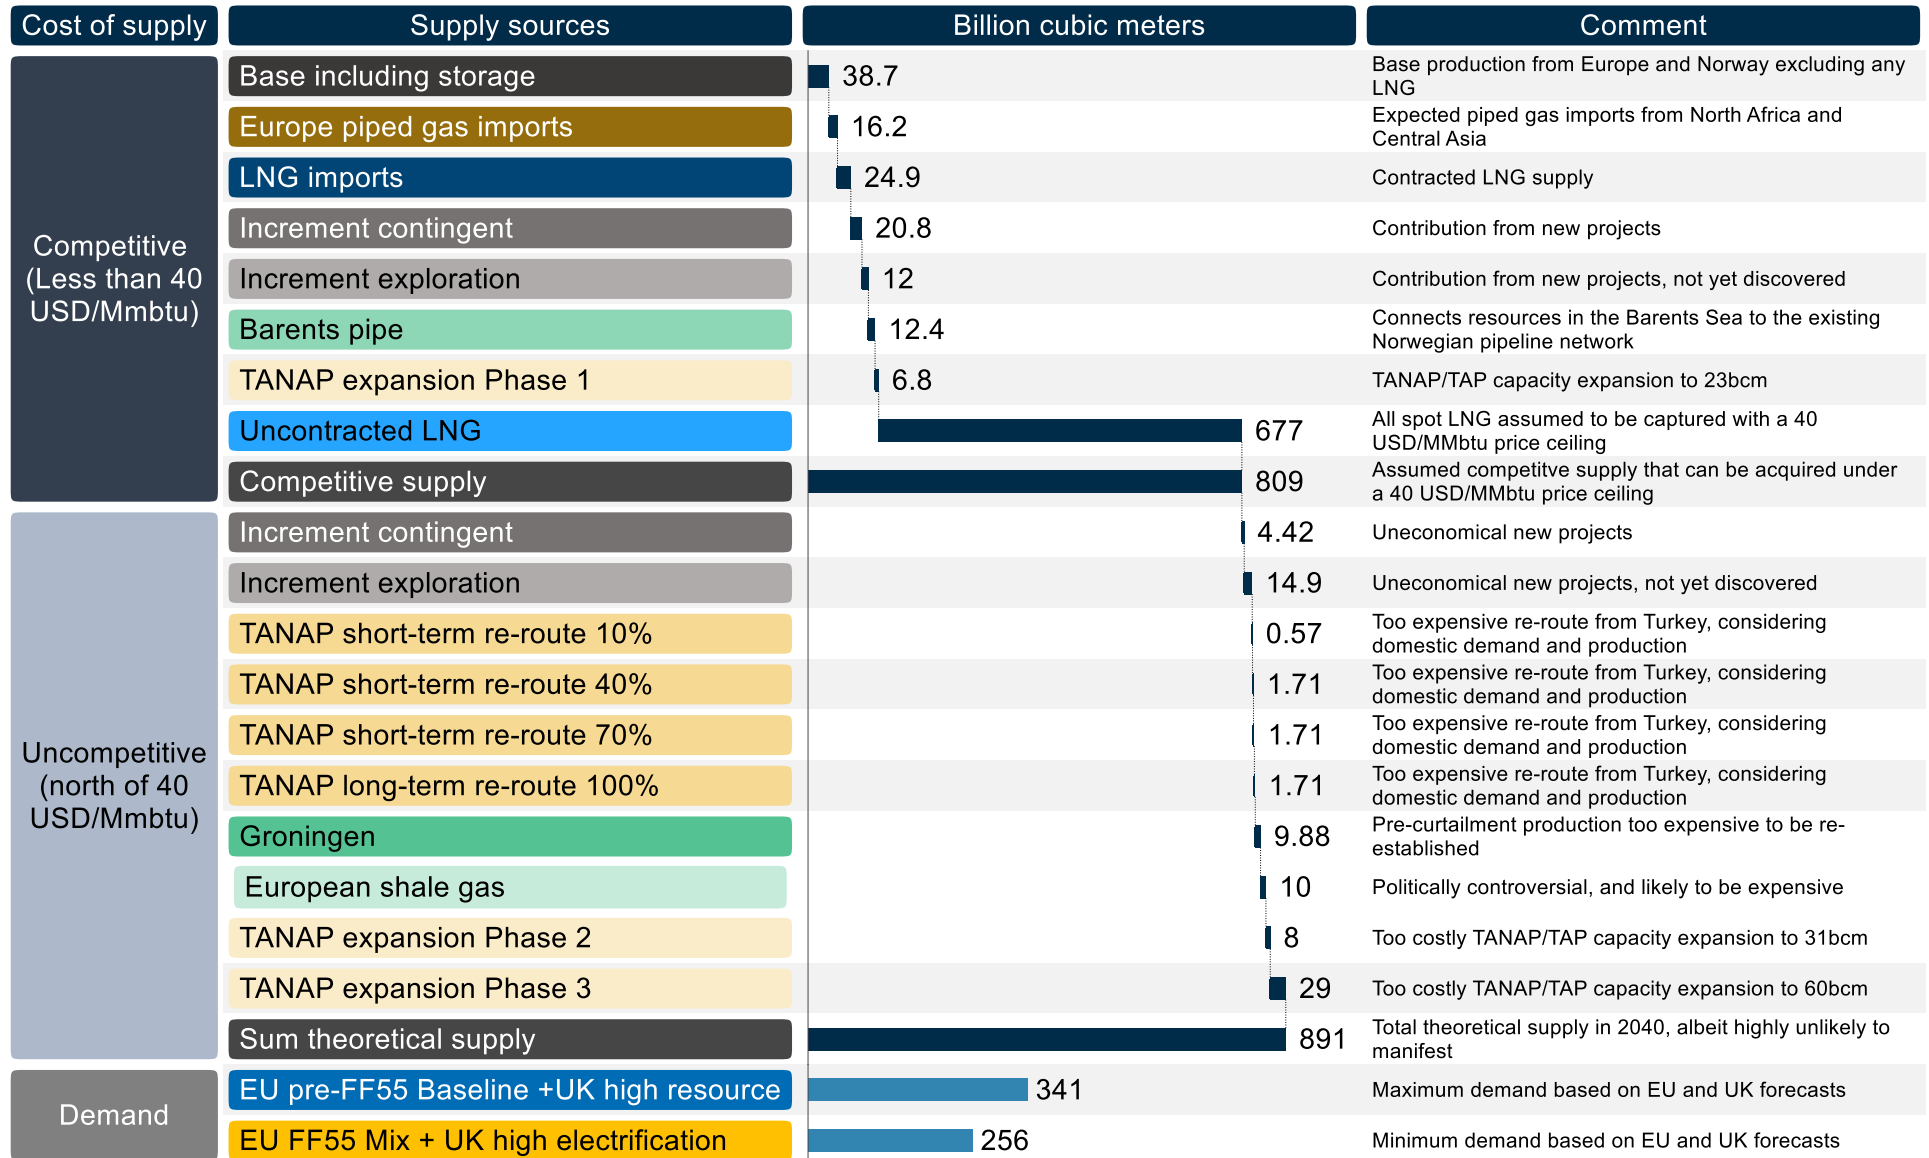 Cost of supply
Supply sources
Billion cubic meters
Comment
Competitive
(Less than 40
USD/Mmbtu)
Base including storage
38.7
Base production from Europe and Norway excluding any
LNG
Europe piped gas imports
16.2
Expected piped gas imports from North Africa and
Central Asia
LNG imports
24.9
Contracted LNG supply
Increment contingent
20.8
Contribution from new projects
Increment exploration
12
Contribution from new projects, not yet discovered
Barents pipe
12.4
Connects resources in the Barents Sea to the existing
Norwegian pipeline network
TANAP expansion Phase 1
6.8
TANAP/TAP capacity expansion to 23bcm
Uncontracted LNG
677
All spot LNG assumed to be captured with a 40
USD/MMbtu price ceiling
Competitive supply
809
Assumed competitve supply that can be acquired under
a 40 USD/MMbtu price ceiling
Uncompetitive
(north of 40
USD/Mmbtu)
Increment contingent
4.42
Uneconomical new projects
Increment exploration
14.9
Uneconomical new projects, not yet discovered
TANAP short-term re-route 10%
0.57
Too expensive re-route from Turkey, considering
domestic demand and production
TANAP short-term re-route 40%
1.71
Too expensive re-route from Turkey, considering
domestic demand and production
TANAP short-term re-route 70%
1.71
Too expensive re-route from Turkey, considering
domestic demand and production
TANAP long-term re-route 100%
1.71
Too expensive re-route from Turkey, considering
domestic demand and production
Groningen
9.88
Pre-curtailment production too expensive to be re-
established
European shale gas
10
Politically controversial, and likely to be expensive
TANAP expansion Phase 2
8
Too costly TANAP/TAP capacity expansion to 31bcm
TANAP expansion Phase 3
29
Too costly TANAP/TAP capacity expansion to 60bcm
Sum theoretical supply
891
Total theoretical supply in 2040, albeit highly unlikely to
manifest
Demand
EU pre-FF55 Baseline +UK high resource
341
Maximum demand based on EU and UK forecasts
EU FF55 Mix + UK high electrification
256
Minimum demand based on EU and UK forecasts